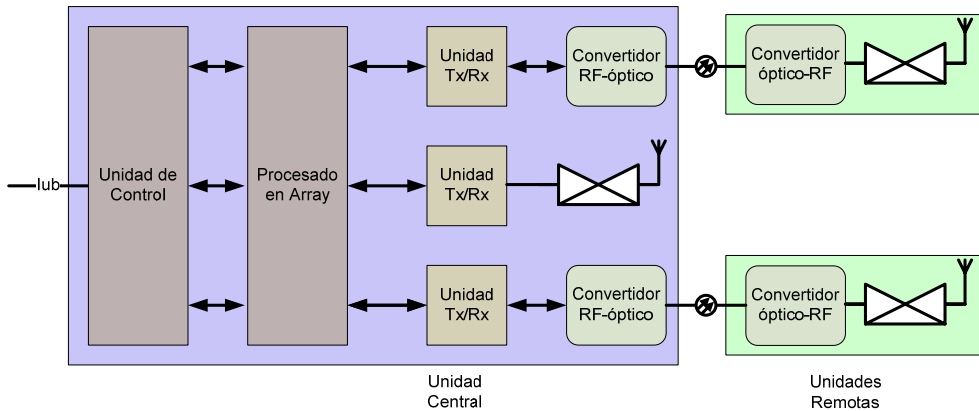 Unidad
Tx/Rx
Convertidor
RF-óptico
Convertidor
óptico-RF
Iub
Unidad de
Control
Procesado
en Array
Unidad
Tx/Rx
Unidad
Tx/Rx
Convertidor
RF-óptico
Convertidor
óptico-RF
Unidad
Central
Unidades
Remotas